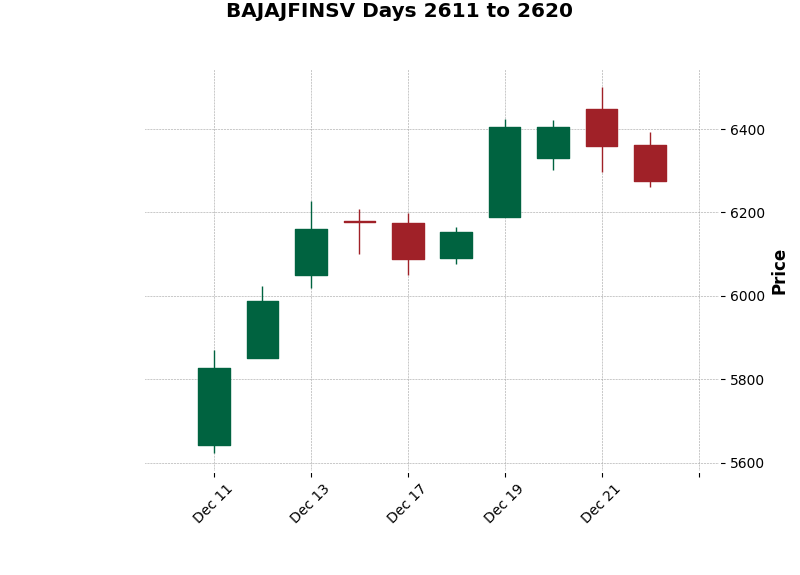 BAJAJFINSV Days 2611 to 2620
6400
6200
6000
5800
5600
Price
Dec 11
Dec 13
Dec 17
Dec 19
Dec 21